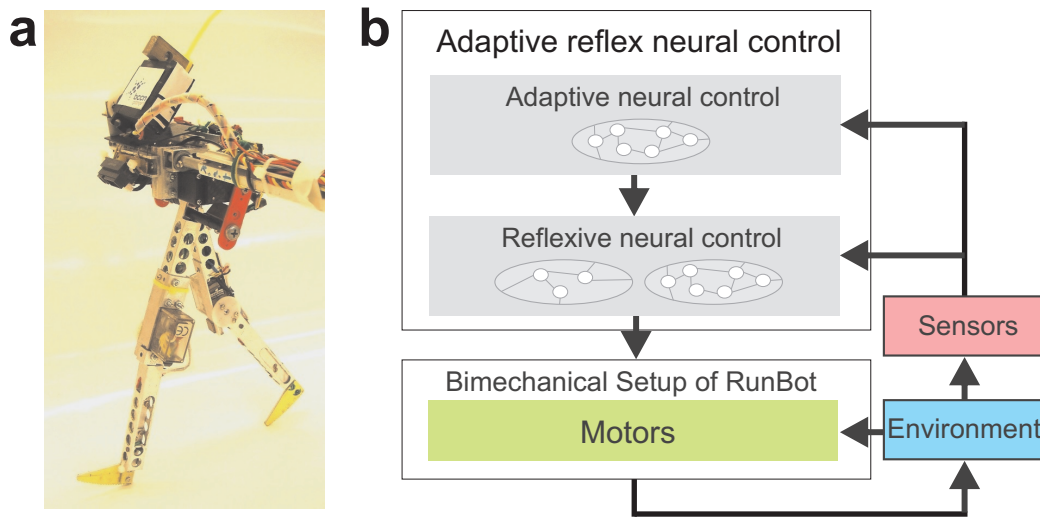 a
b
Adaptive reflex neural control
Adaptive neural control
Reflexive neural control
Sensors
Bimechanical Setup of RunBot
Motors
Environment